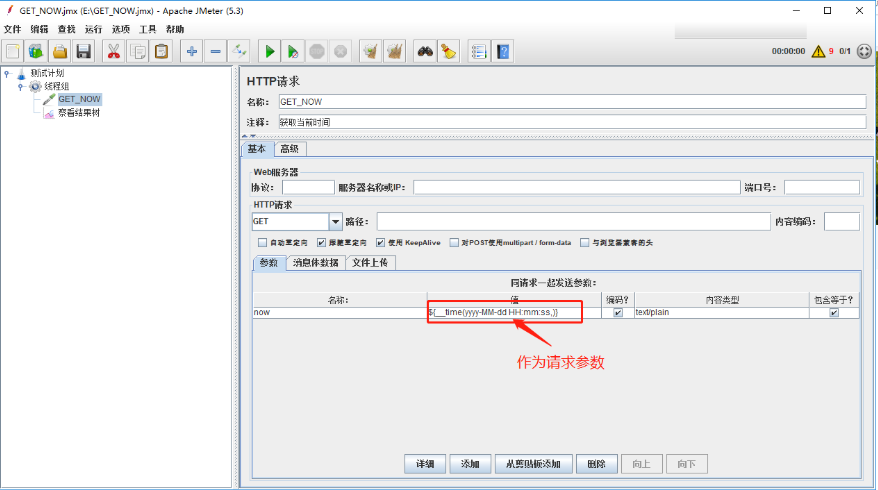 GET_NOW.jmx (E:\GET_NOW.jmx) - Apache JMeter (5.3)
文件 编辑 查找 运行 选项 工具 帮助
00:00:00 9 0/1
测试计划
线程组
GET_NOW
察看结果树
HTTP请求
名称: GET_NOW
注释: 获取当前时间
基本 高级
Web服务器
协议: 服务器名称或IP: 端口号:
HTTP请求
GET 路径: 内容编码:
自动重定向 跟随重定向 使用 KeepAlive 对POST使用multipart / form-data 与浏览器兼容的头
参数 消息体数据 文件上传
同请求一起发送参数:
名称: 值 编码? 内容类型 包含等于?
now ${__time(yyyy-MM-dd HH:mm:ss,)} text/plain
作为请求参数
详细 添加 从剪贴板添加 删除 向上 向下